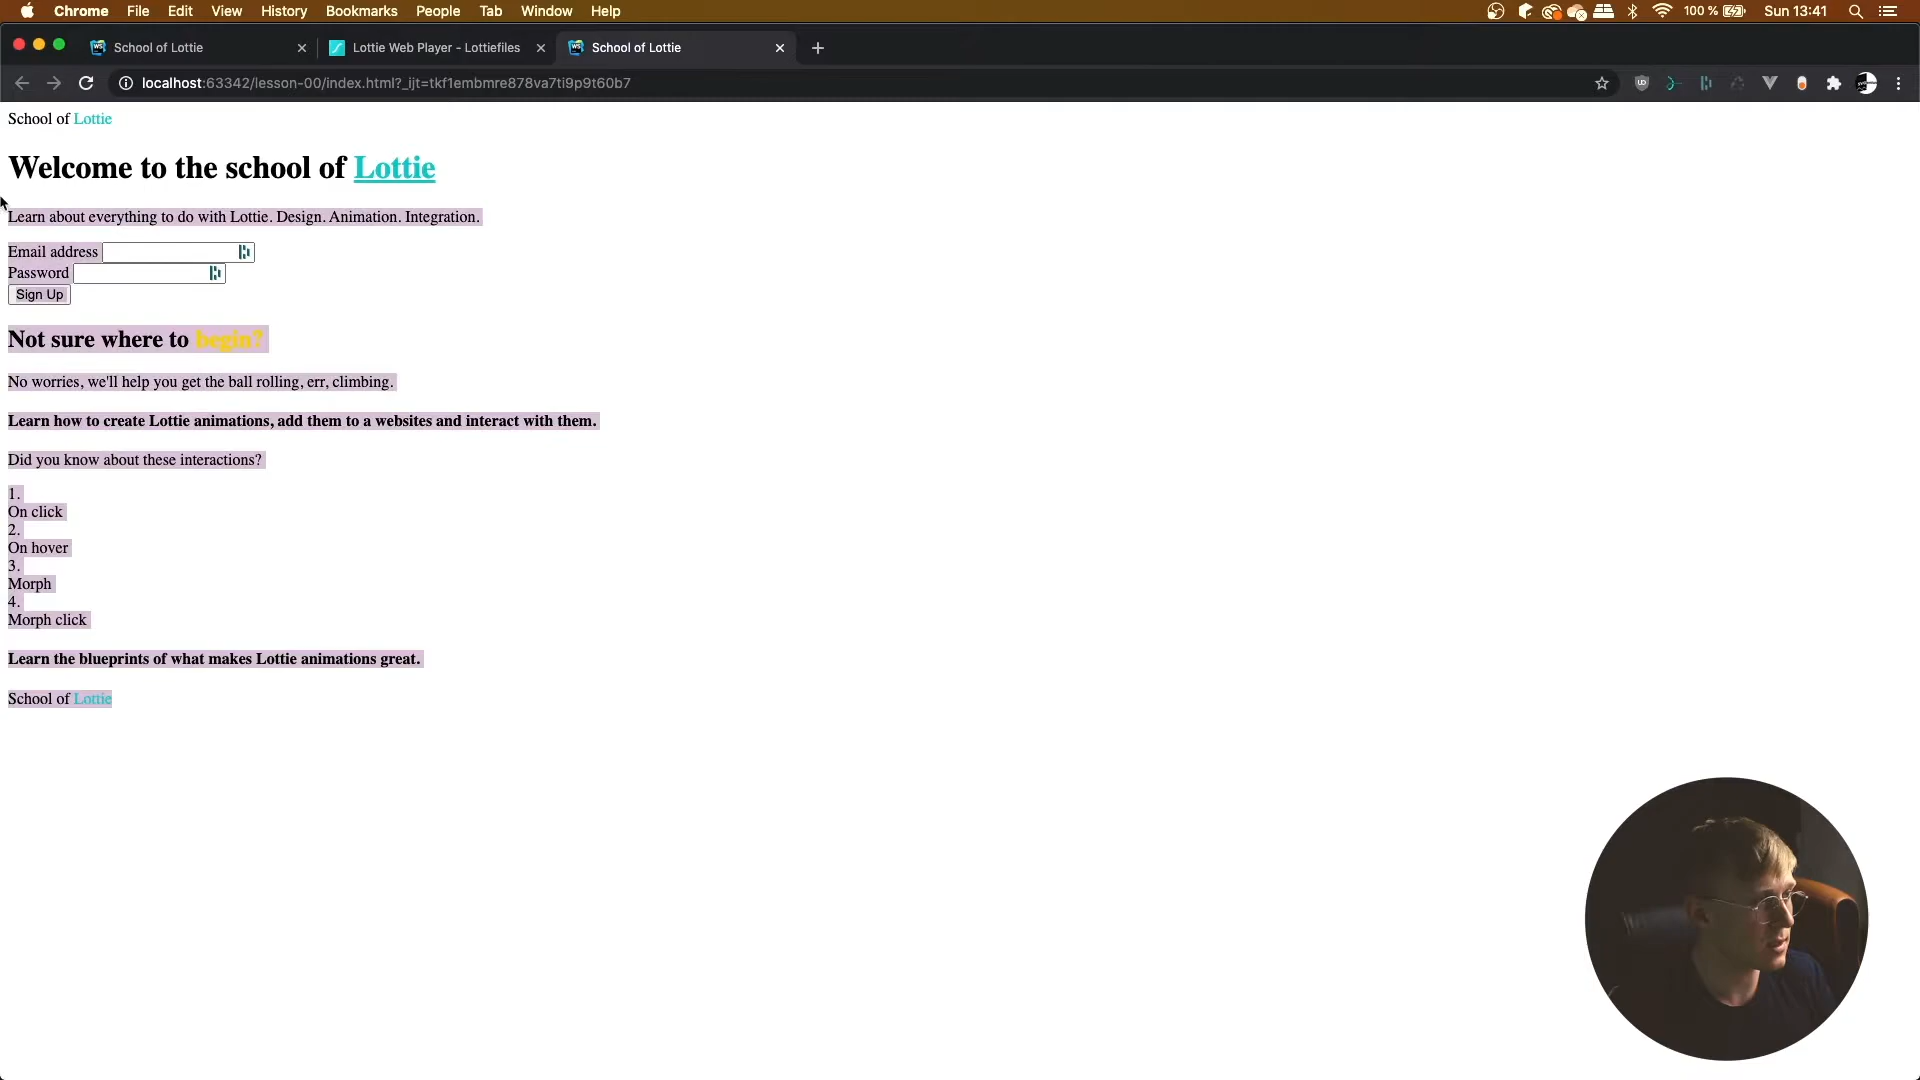 Chrome File Edit View History Bookmarks People Tab Window Help 100 % Sun 13:41
School of Lottie Lottie Web Player - Lottiefiles School of Lottie
localhost:63342/lesson-00/index.html?_ijt=tkf1embmre878va7ti9p9t60b7
School of Lottie
Welcome to the school of Lottie
Learn about everything to do with Lottie. Design. Animation. Integration.
Email address
Password
Sign Up
Not sure where to begin?
No worries, we'll help you get the ball rolling, err, climbing.
Learn how to create Lottie animations, add them to a websites and interact with them.
Did you know about these interactions?
1.
On click
2.
On hover
3.
Morph
4.
Morph click
Learn the blueprints of what makes Lottie animations great.
School of Lottie